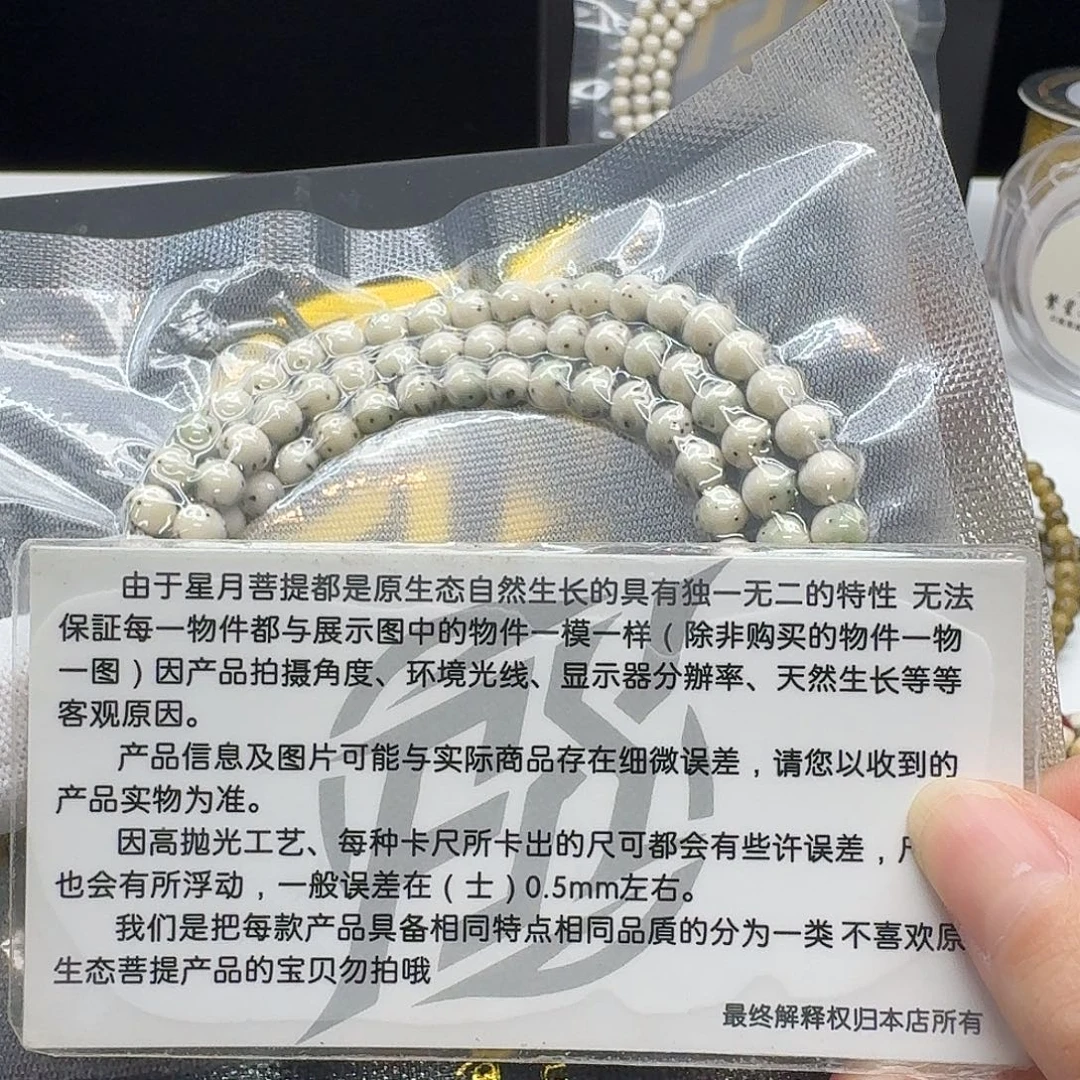 由于星月菩提都是原生态自然生长的具有独一无二的特性 无法
保証每一物件都与展示图中的物件一模一样（除非购买的物件一物
一图）因产品拍摄角度、环境光线、显示器分辨率、天然生长等等
客观原因。
产品信息及图片可能与实际商品存在细微误差，请您以收到的
产品实物为准。
因高抛光工艺、每种卡尺所卡出的尺可都会有些许误差，
也会有所浮动，一般误差在（士）0.5mm左右。
我们是把每款产品具备相同特点相同品质的分为一类 不喜欢原
生态菩提产品的宝贝勿拍哦
最终解释权归本店所有